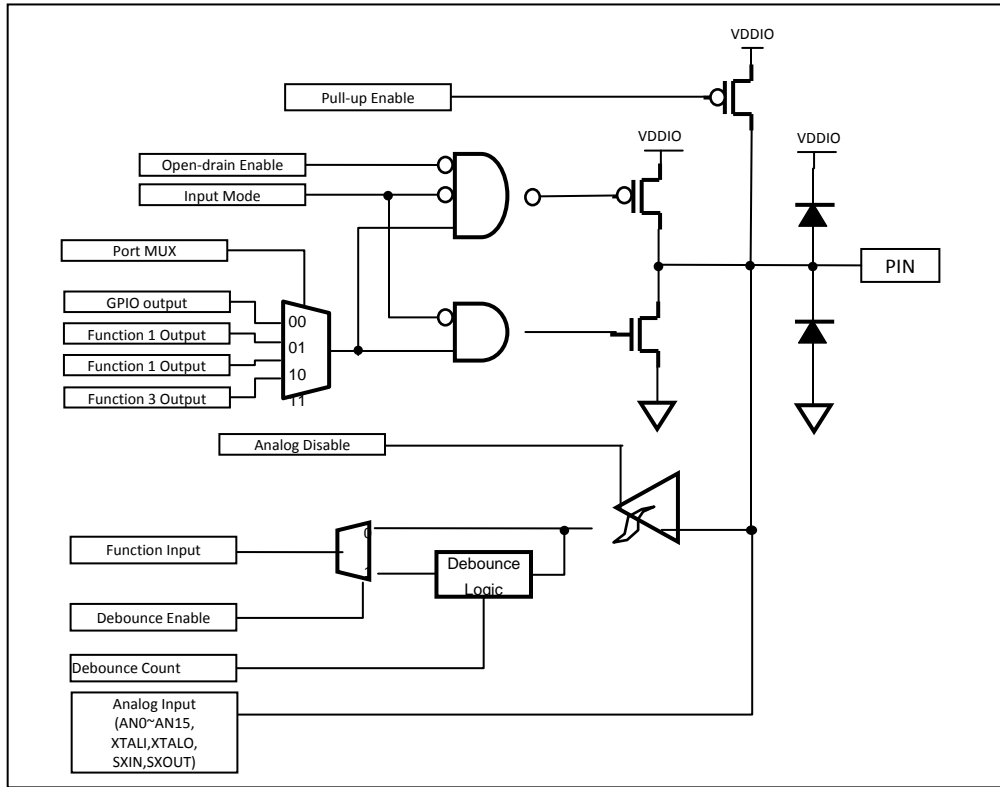 VDDIO
Pull-up Enable
VDDIO
VDDIO
Open-drain Enable
Input Mode
Port MUX
PIN
GPIO output
00
Function 1 Output
01
Function 1 Output
10
Function 3 Output
11
Analog Disable
0
Function Input
1
Debounce
Logic
Debounce Enable
Debounce Count
Analog Input
(AN0~AN15,
XTALI,XTALO,
SXIN,SXOUT)